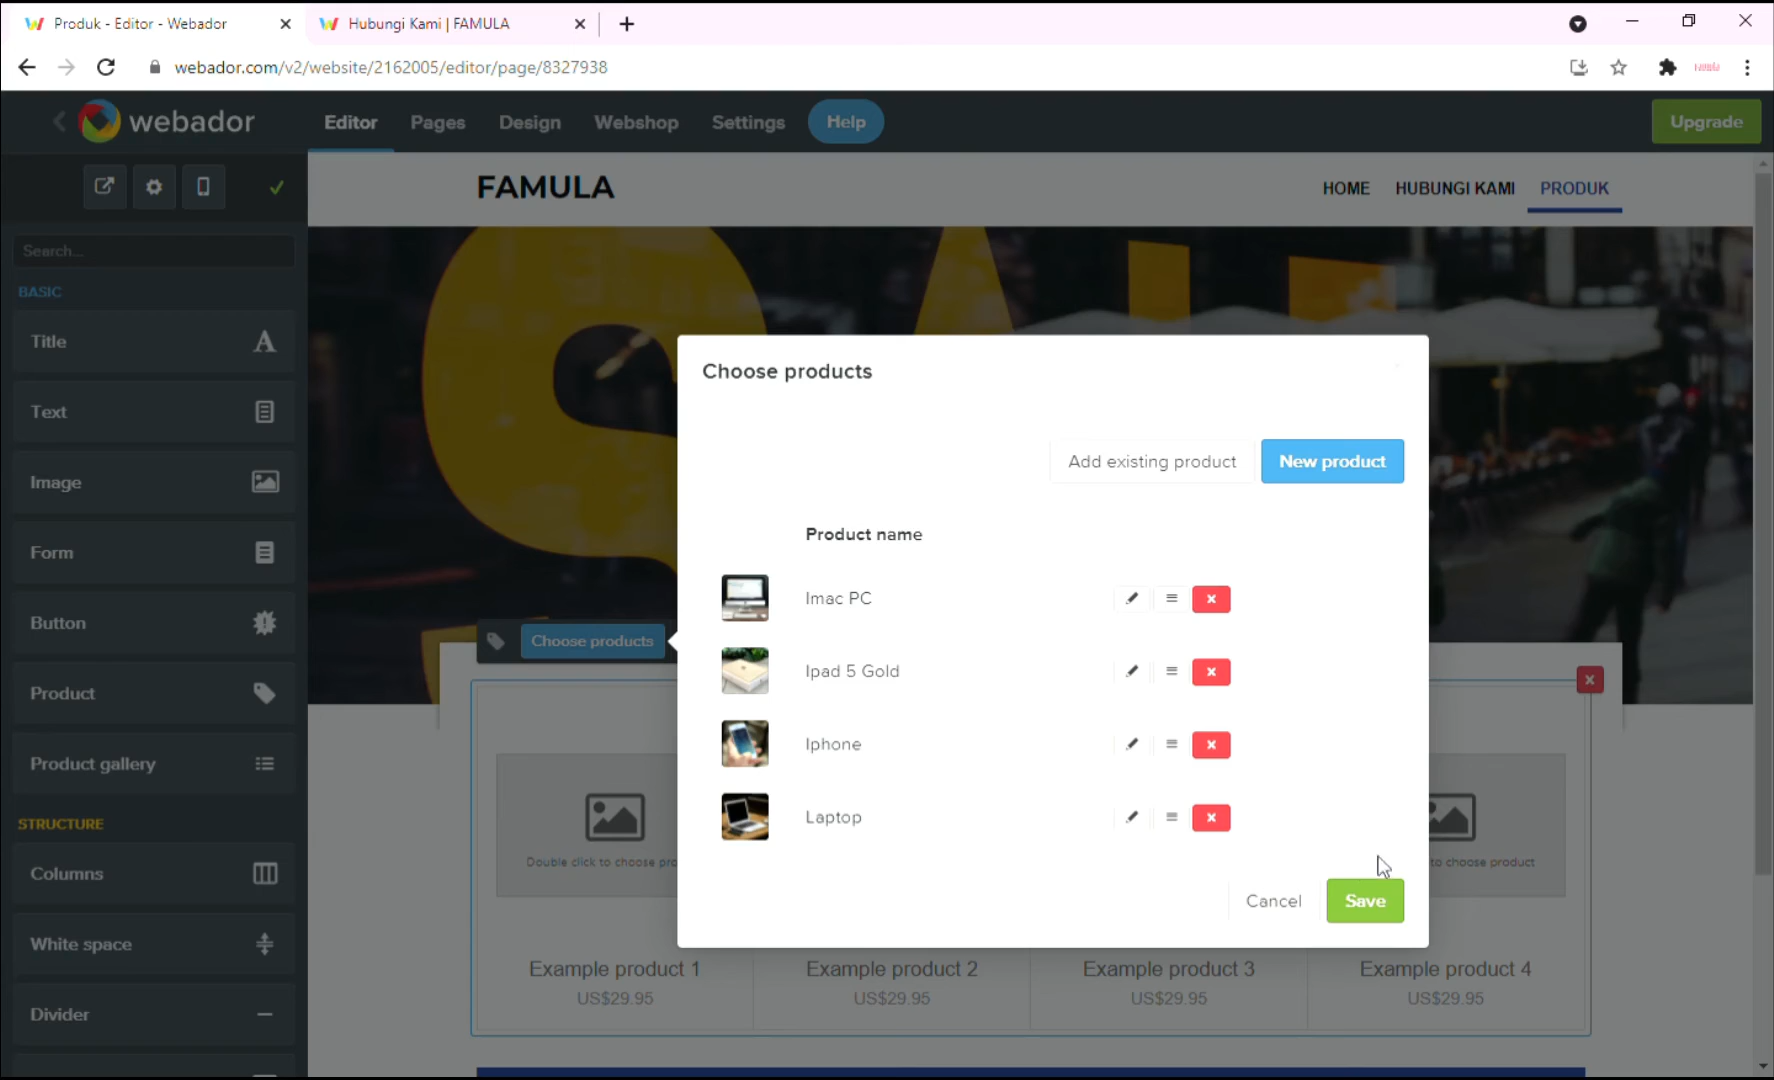 Produk - Editor - Webador
Hubungi Kami | FAMULA
webador.com/v2/website/2162005/editor/page/8327938
webador
Editor
Pages
Design
Webshop
Settings
Help
Upgrade
FAMULA
HOME
HUBUNGI KAMI
PRODUK
Search...
BASIC
Title
Text
Image
Form
Button
Product
Product gallery
STRUCTURE
Columns
White space
Divider
Choose products
Choose products
Add existing product
New product
Product name
Imac PC
Ipad 5 Gold
Iphone
Laptop
Cancel
Save
Double click to choose pro
to choose product
Example product 1
US$29.95
Example product 2
US$29.95
Example product 3
US$29.95
Example product 4
US$29.95